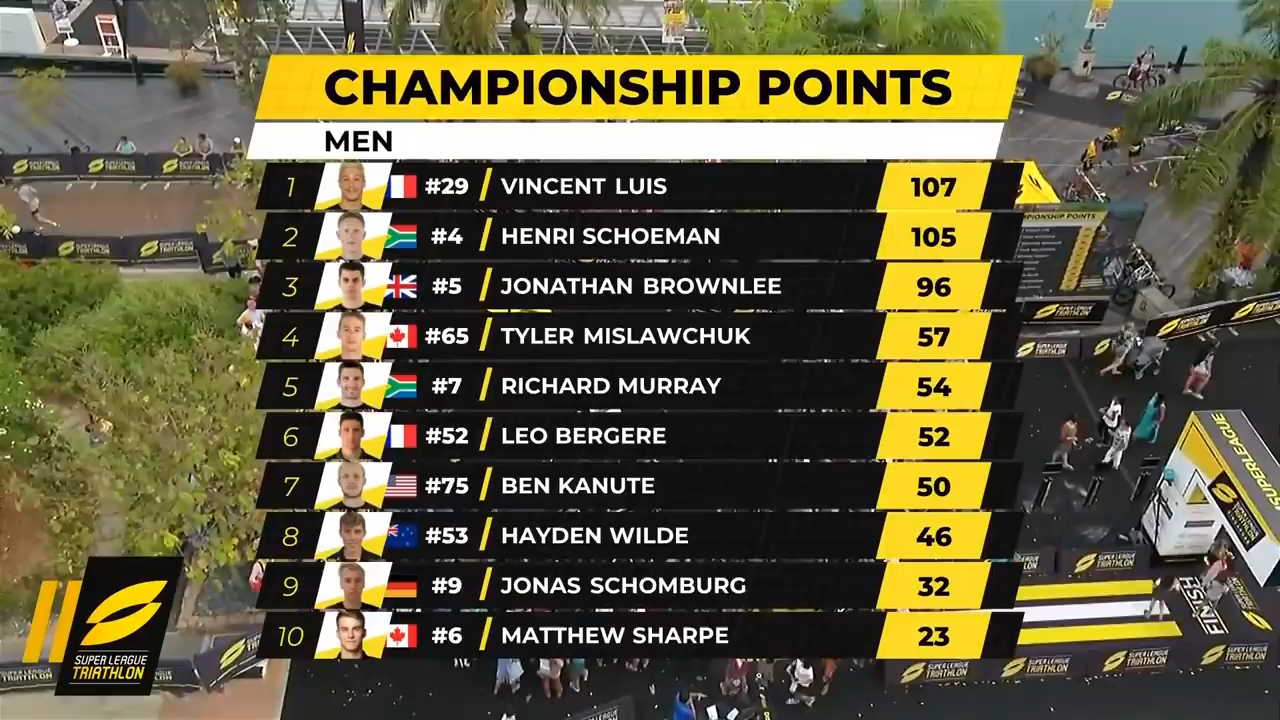 CHAMPIONSHIP POINTS
MEN
1 #29 VINCENT LUIS 107
2 #4 HENRI SCHOEMAN 105
3 #5 JONATHAN BROWNLEE 96
4 #65 TYLER MISLAWCHUK 57
5 #7 RICHARD MURRAY 54
6 #52 LEO BERGERE 52
7 #75 BEN KANUTE 50
8 #53 HAYDEN WILDE 46
9 #9 JONAS SCHOMBURG 32
10 #6 MATTHEW SHARPE 23
SUPER LEAGUE
TRIATHLON
SUPERLEAGUE
FINISH